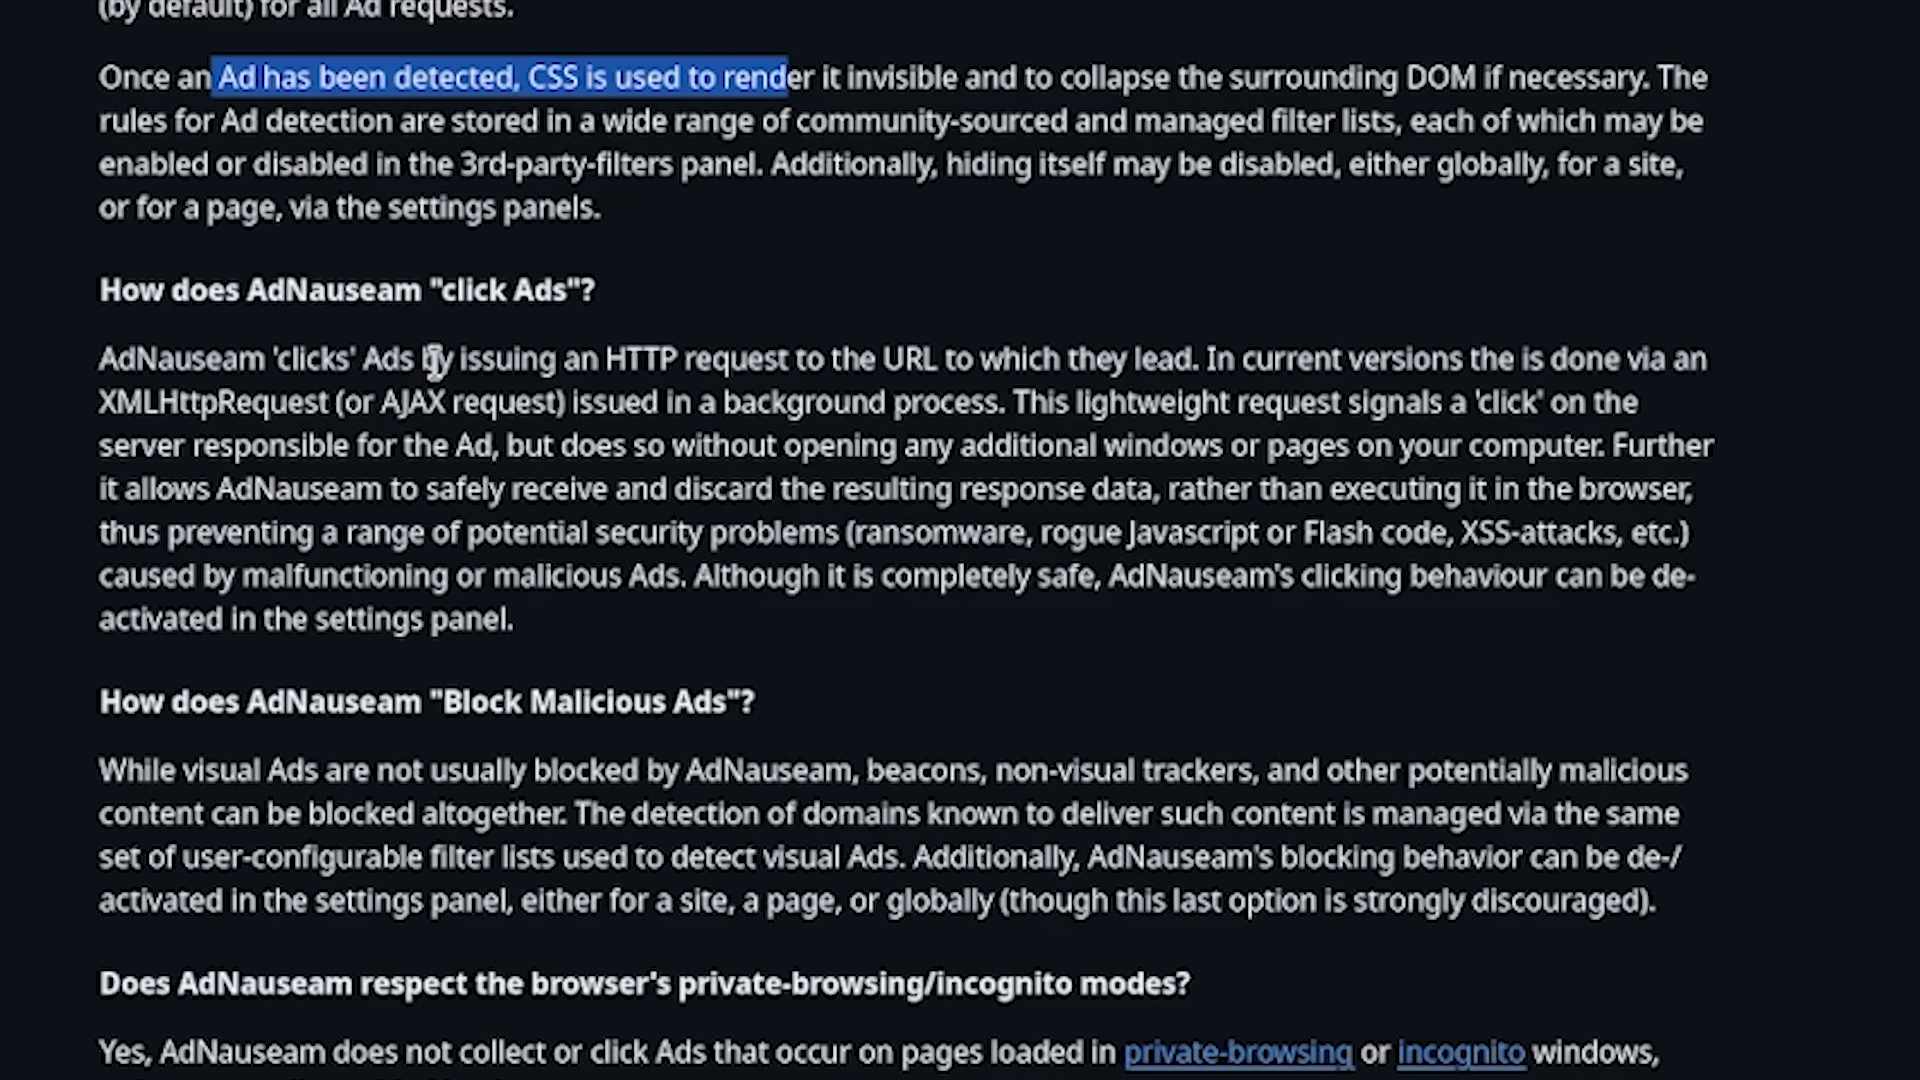 (by default) for all Ad requests.
Once an Ad has been detected, CSS is used to render it invisible and to collapse the surrounding DOM if necessary. The
rules for Ad detection are stored in a wide range of community-sourced and managed filter lists, each of which may be
enabled or disabled in the 3rd-party-filters panel. Additionally, hiding itself may be disabled, either globally, for a site,
or for a page, via the settings panels.
How does AdNauseam "click Ads"?
AdNauseam 'clicks' Ads by issuing an HTTP request to the URL to which they lead. In current versions the is done via an
XMLHttpRequest (or AJAX request) issued in a background process. This lightweight request signals a 'click' on the
server responsible for the Ad, but does so without opening any additional windows or pages on your computer. Further
it allows AdNauseam to safely receive and discard the resulting response data, rather than executing it in the browser,
thus preventing a range of potential security problems (ransomware, rogue Javascript or Flash code, XSS-attacks, etc.)
caused by malfunctioning or malicious Ads. Although it is completely safe, AdNauseam's clicking behaviour can be de-
activated in the settings panel.
How does AdNauseam "Block Malicious Ads"?
While visual Ads are not usually blocked by AdNauseam, beacons, non-visual trackers, and other potentially malicious
content can be blocked altogether. The detection of domains known to deliver such content is managed via the same
set of user-configurable filter lists used to detect visual Ads. Additionally, AdNauseam's blocking behavior can be de-/
activated in the settings panel, either for a site, a page, or globally (though this last option is strongly discouraged).
Does AdNauseam respect the browser's private-browsing/incognito modes?
Yes, AdNauseam does not collect or click Ads that occur on pages loaded in private-browsing or incognito windows,